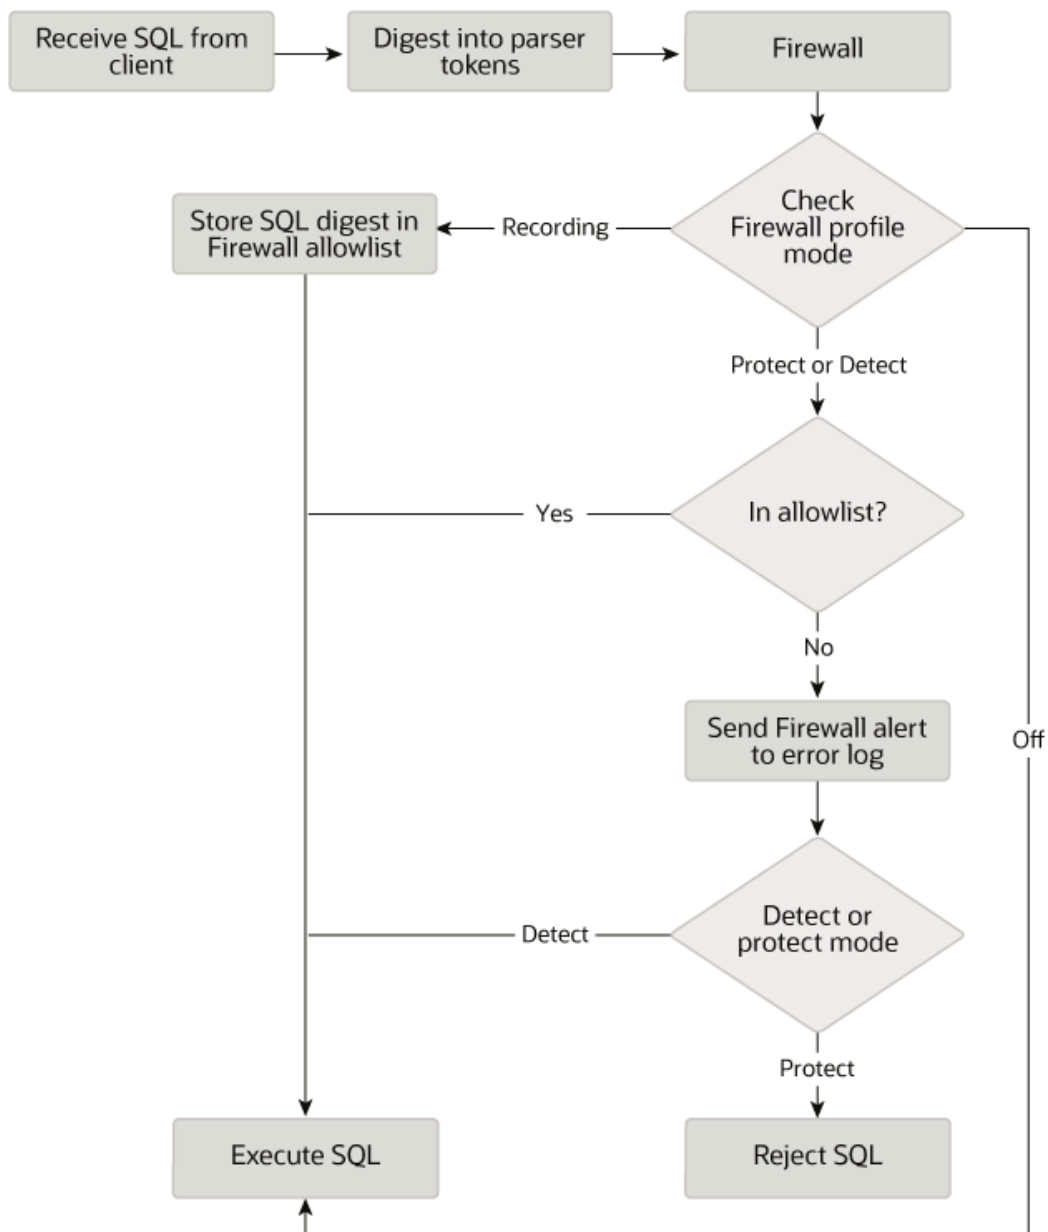 Receive SQL from
client
Digest into parser
tokens
Firewall
Check
Firewall profile
mode
Recording
Store SQL digest in
Firewall allowlist
Protect or Detect
In allowlist?
Yes
No
Send Firewall alert
to error log
Off
Detect or
protect mode
Detect
Protect
Execute SQL
Reject SQL